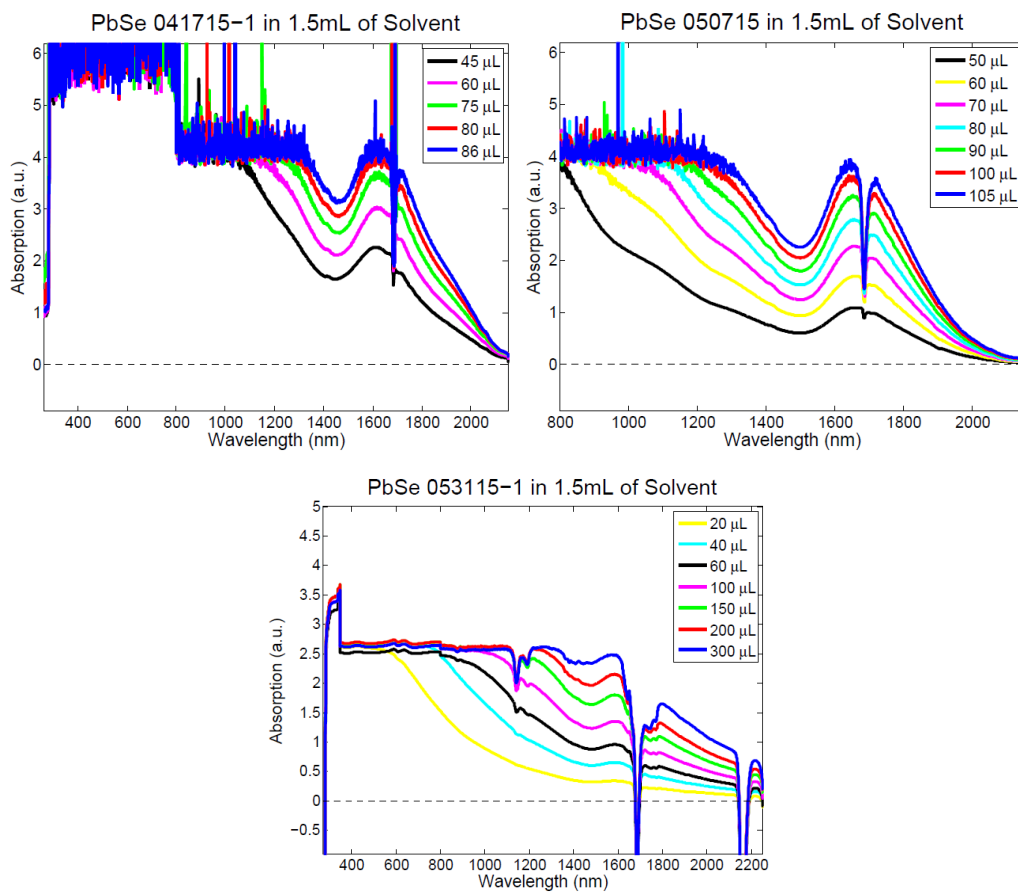 PbSe 041715-1 in 1.5mL of Solvent
6
5
4
3
2
1
0
Absorption (a.u.)
400 600 800 1000 1200 1400 1600 1800 2000
Wavelength (nm)
45 μL
60 μL
75 μL
80 μL
86 μL
PbSe 050715 in 1.5mL of Solvent
6
5
4
3
2
1
0
Absorption (a.u.)
800 1000 1200 1400 1600 1800 2000
Wavelength (nm)
50 μL
60 μL
70 μL
80 μL
90 μL
100 μL
105 μL
PbSe 053115-1 in 1.5mL of Solvent
5
4.5
4
3.5
3
2.5
2
1.5
1
0.5
0
−0.5
Absorption (a.u.)
400 600 800 1000 1200 1400 1600 1800 2000 2200
Wavelength (nm)
20 μL
40 μL
60 μL
100 μL
150 μL
200 μL
300 μL